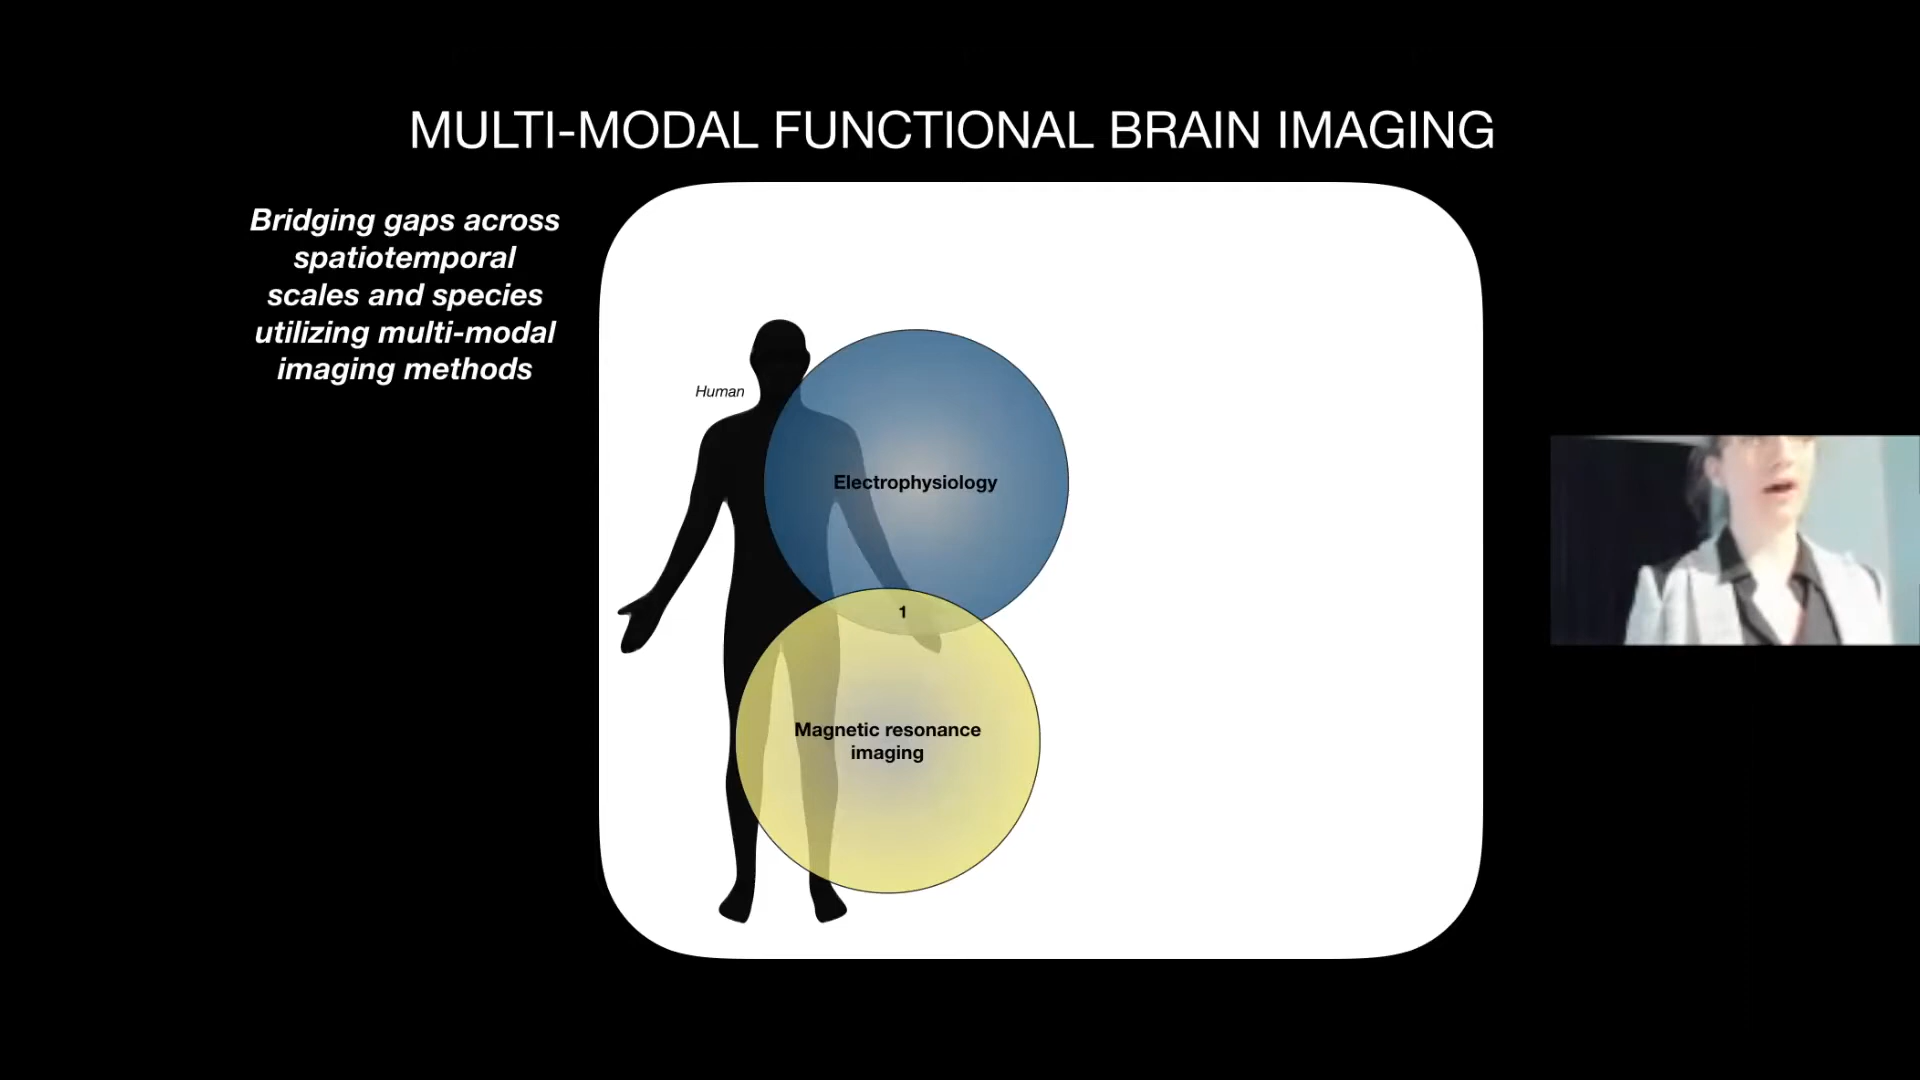 MULTI-MODAL FUNCTIONAL BRAIN IMAGING
Bridging gaps across
spatiotemporal
scales and species
utilizing multi-modal
imaging methods
Human
Electrophysiology
1
Magnetic resonance
imaging